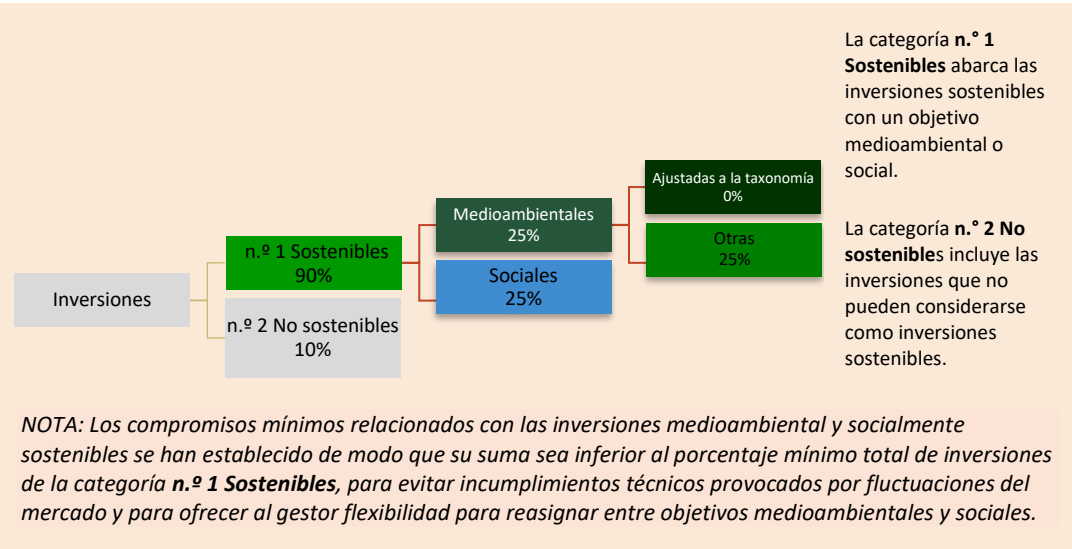 Inversiones
n.º 1 Sostenibles
90%
n.º 2 No sostenibles
10%
Medioambientales
25%
Sociales
25%
Ajustadas a la taxonomía
0%
Otras
25%
La categoría n.° 1
Sostenibles abarca las
inversiones sostenibles
con un objetivo
medioambiental o
social.
La categoría n.° 2 No
sostenibles incluye las
inversiones que no
pueden considerarse
como inversiones
sostenibles.
NOTA: Los compromisos mínimos relacionados con las inversiones medioambiental y socialmente
sostenibles se han establecido de modo que su suma sea inferior al porcentaje mínimo total de inversiones
de la categoría n.º 1 Sostenibles, para evitar incumplimientos técnicos provocados por fluctuaciones del
mercado y para ofrecer al gestor flexibilidad para reasignar entre objetivos medioambientales y sociales.